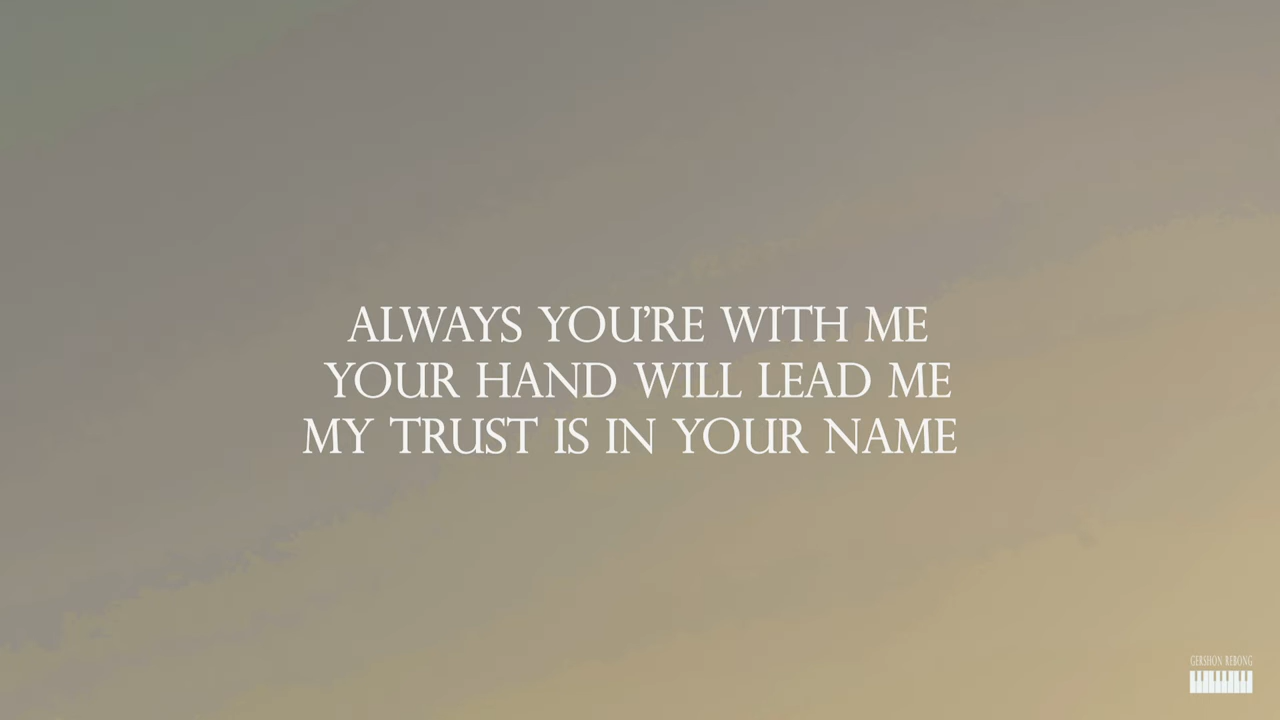 ALWAYS YOU'RE WITH ME
YOUR HAND WILL LEAD ME
MY TRUST IS IN YOUR NAME
GERSHON REBONG